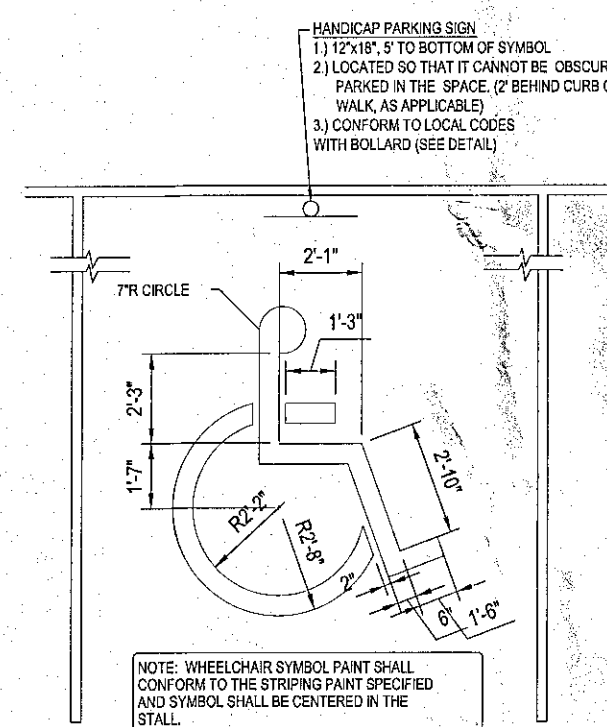 HANDICAP PARKING SIGN
1.) 12"x18", 5' TO BOTTOM OF SYMBOL
2.) LOCATED SO THAT IT CANNOT BE
PARKED IN THE SPACE. (2' BEHIND CURB
WALK, AS APPLICABLE)
3.) CONFORM TO LOCAL CODES
WITH BOLLARD (SEE DETAIL)
2'-1"
7"R CIRCLE
1'-3"
2'-3"
1'-7"
2'-10"
R2'-2"
R2'-8"
2"
6"
1'-6"
NOTE: WHEELCHAIR SYMBOL PAINT SHALL
CONFORM TO THE STRIPING PAINT SPECIFIED
AND SYMBOL SHALL BE CENTERED IN THE
STALL.